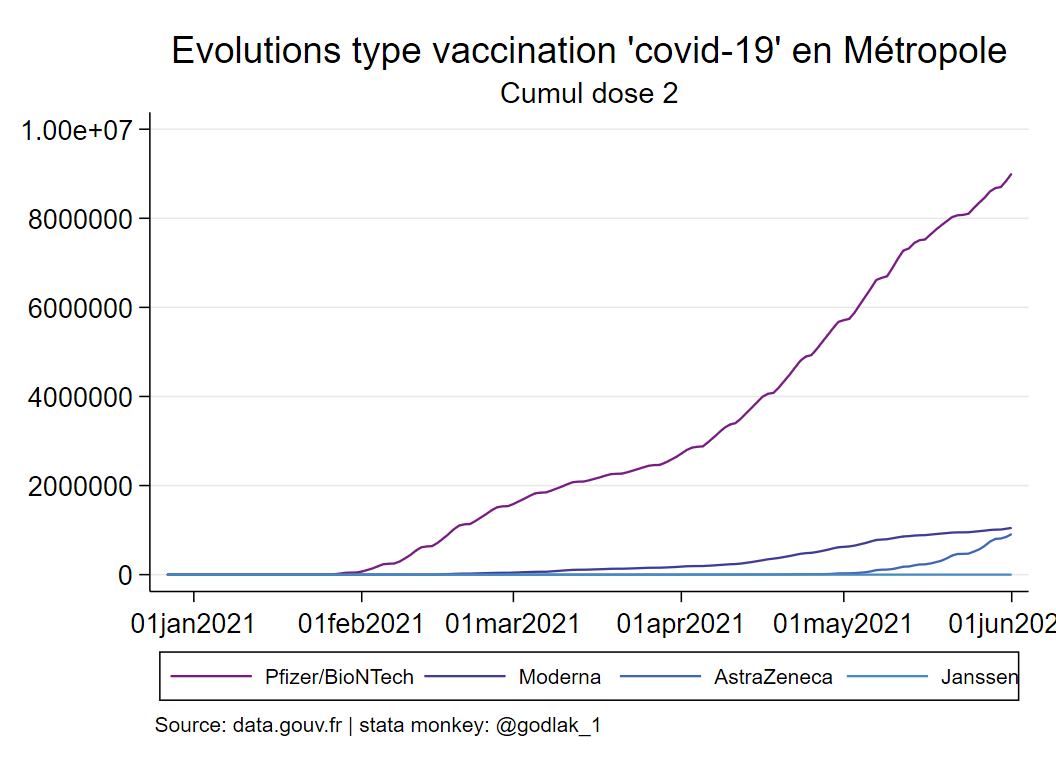 Evolutions type vaccination 'covid-19' en Métropole
Cumul dose 2
1.00e+07
8000000
6000000
4000000
2000000
0
01jan2021 01feb2021 01mar2021 01apr2021 01may2021 01jun202
Pfizer/BioNTech Moderna AstraZeneca Janssen
Source: data.gouv.fr | stata monkey: @godlak_1